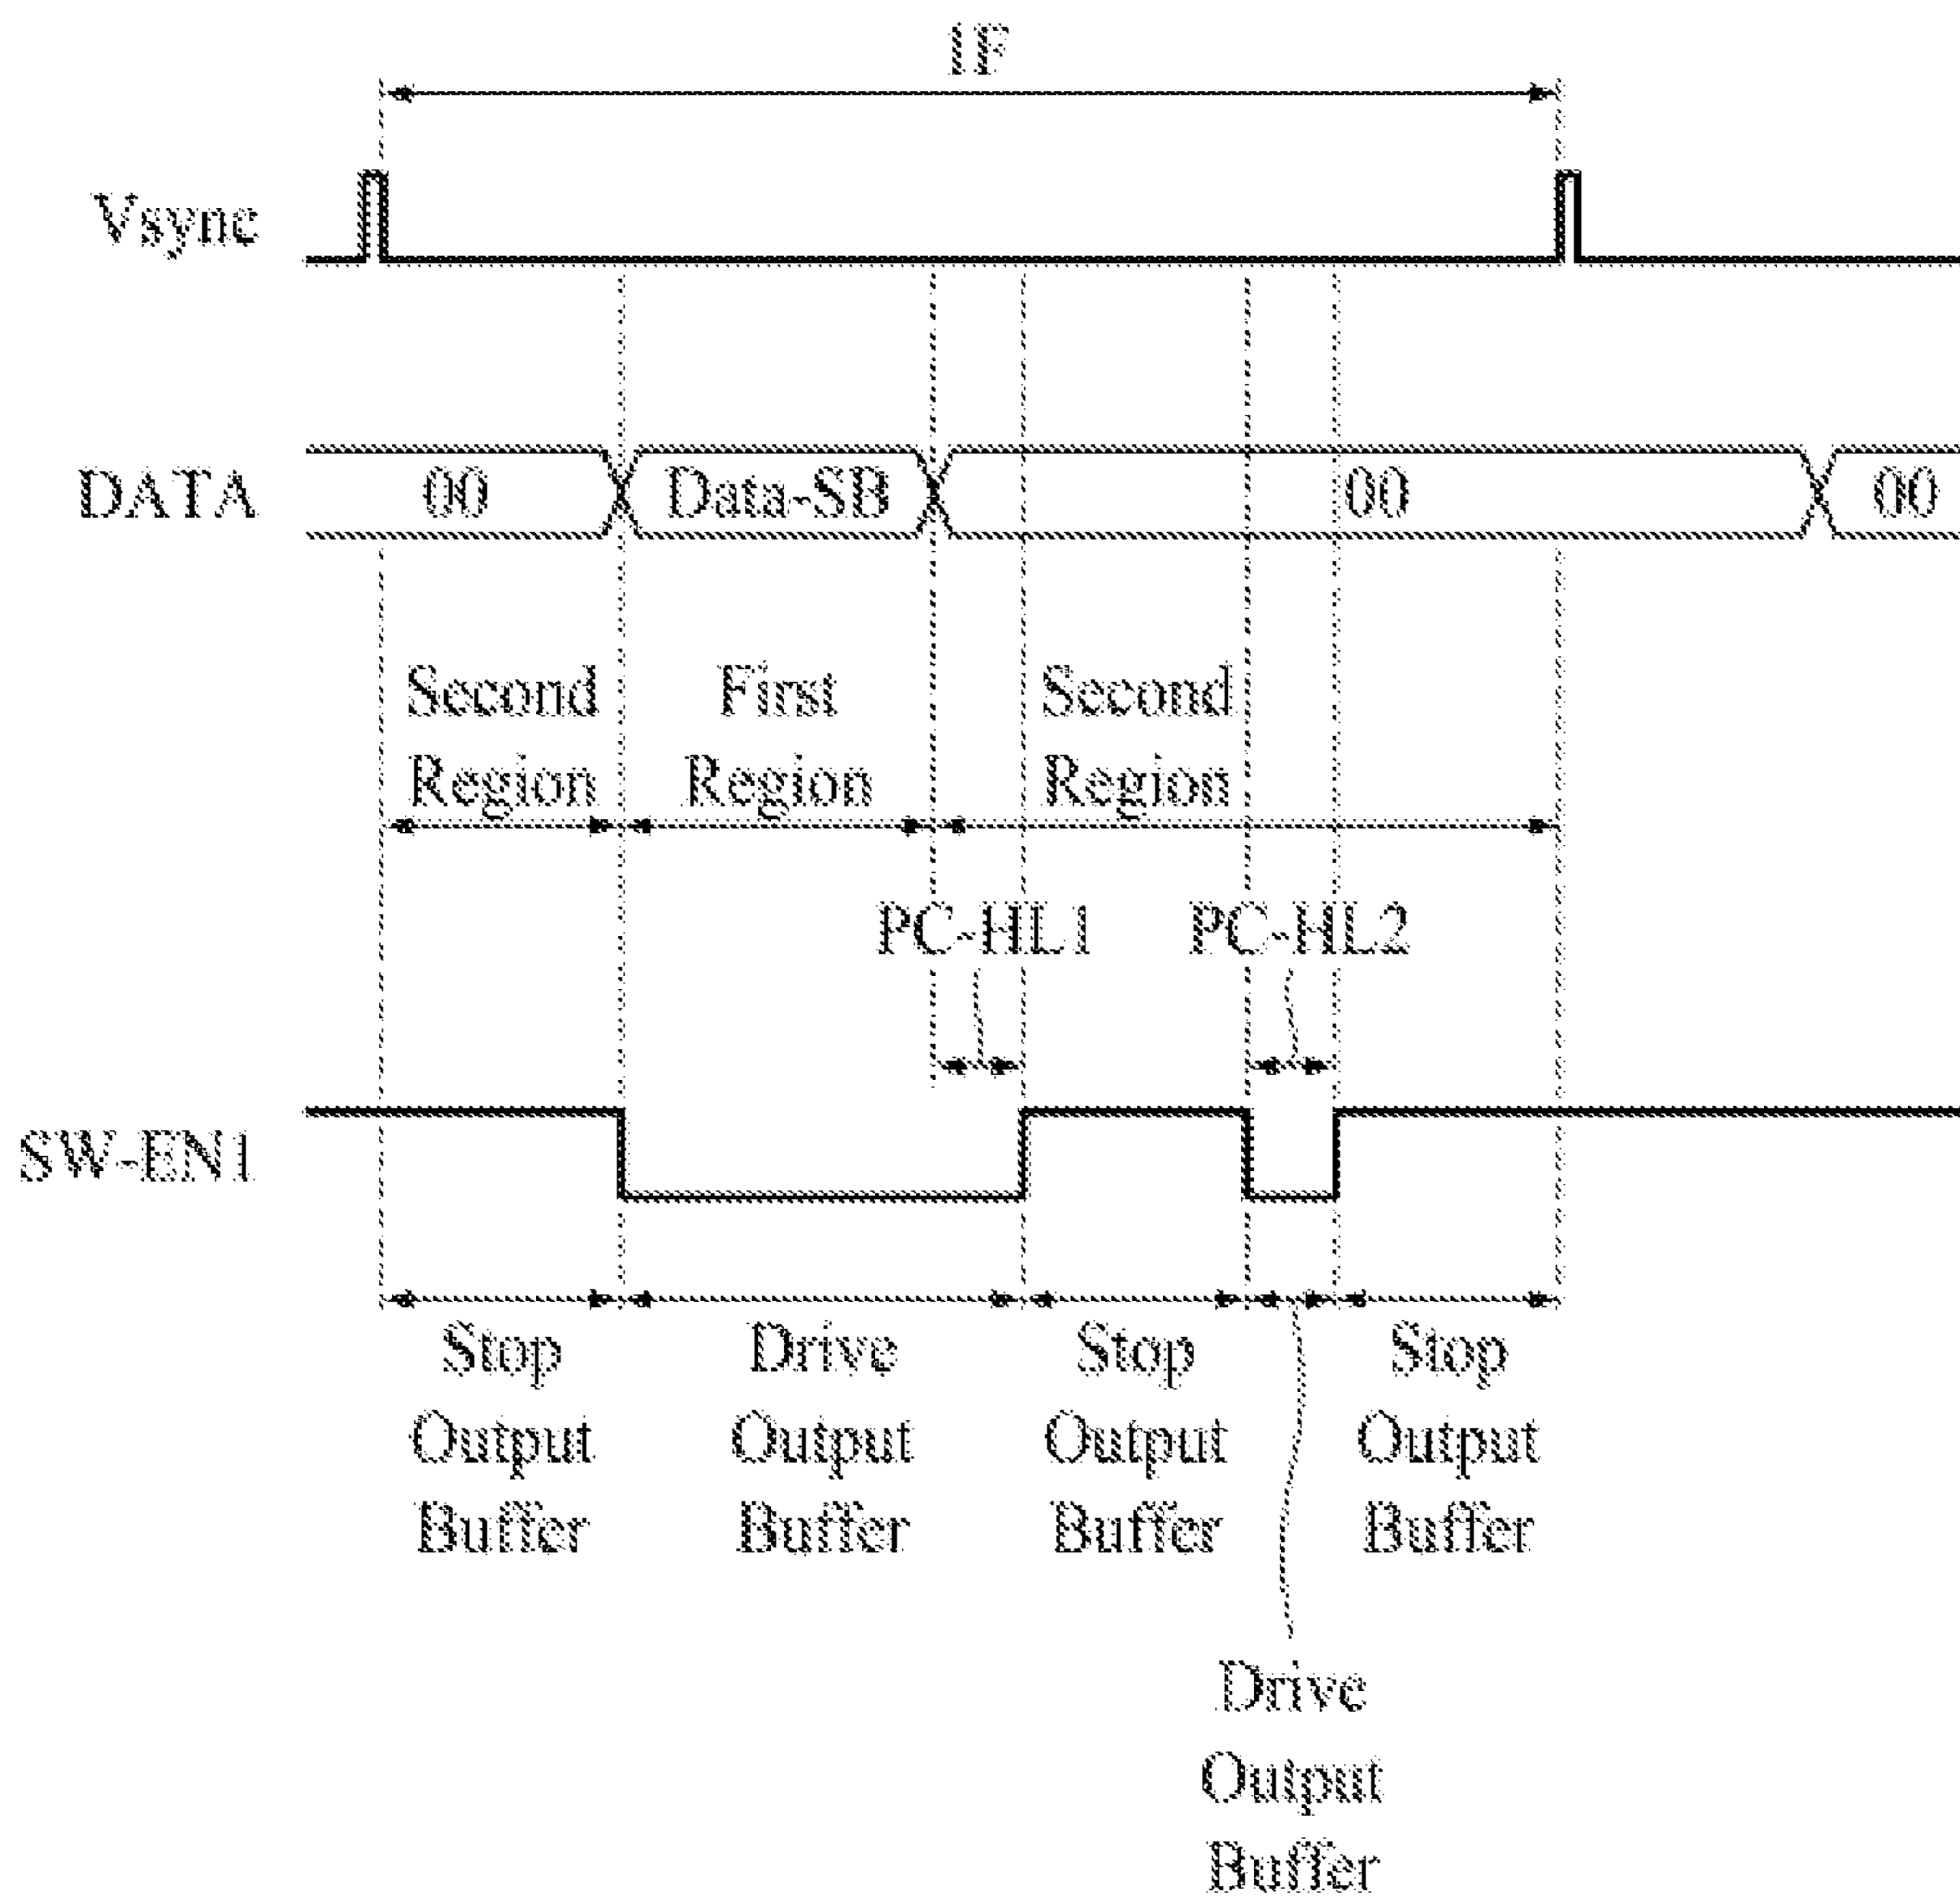 1F
Vsync
DATA
00
Data-SB
00
00
Second
Region
First
Region
Second
Region
PC-HL1
PC-HL2
SW-EN1
Stop
Output
Buffer
Drive
Output
Buffer
Stop
Output
Buffer
Stop
Output
Buffer
Drive
Output
Buffer